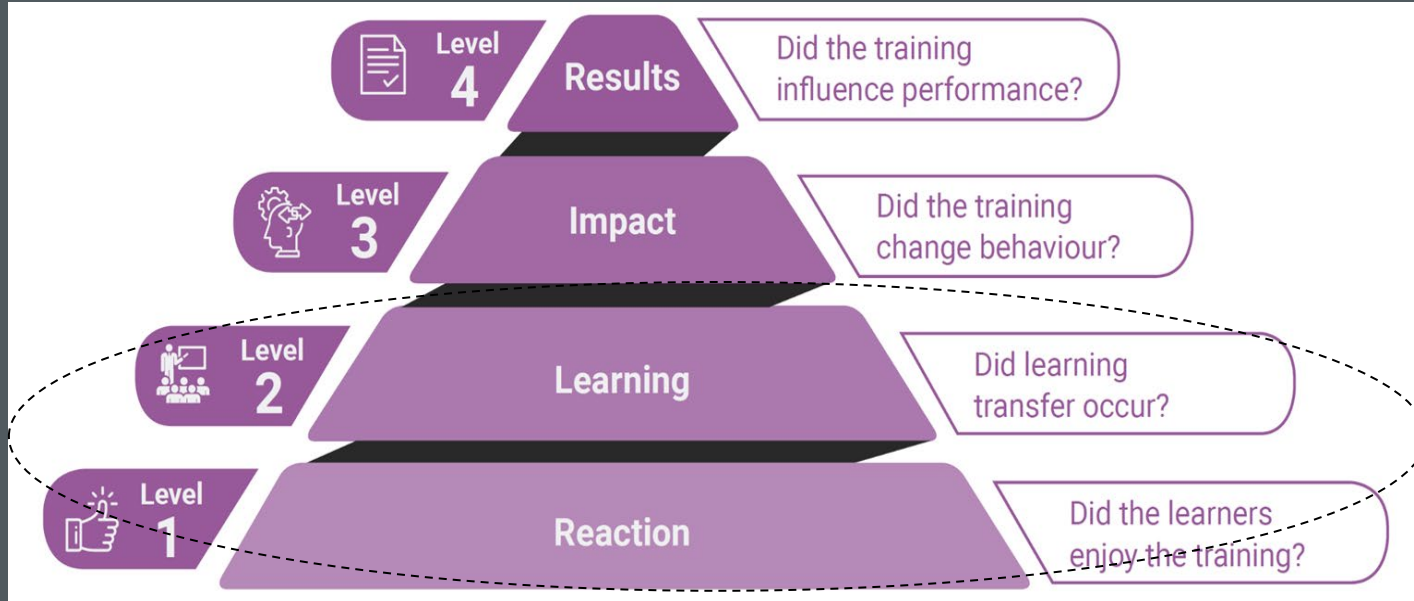 Level
4
Results
Did the training
influence performance?
Level
3
Impact
Did the training
change behaviour?
Level
2
Learning
Did learning
transfer occur?
Level
1
Reaction
Did the learners
enjoy the training?